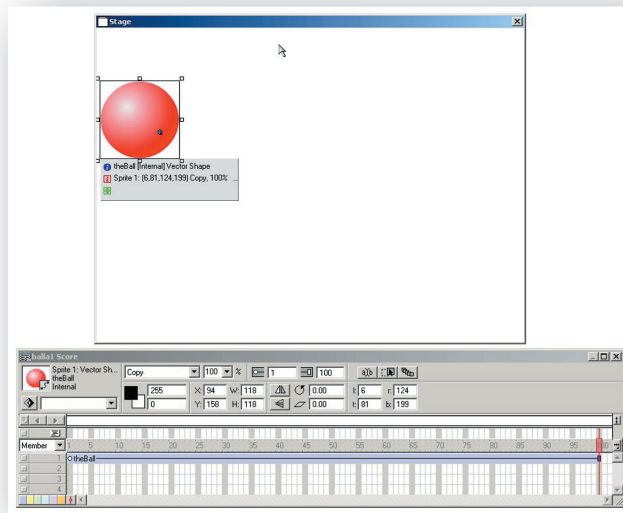 Stage
theBall [Internal] Vector Shape
Sprite 1: (6,81,124,199) Copy, 100% ...
balla1 Score
Sprite 1: Vector Sh...
theBall
Internal
Copy 100 % 1 100
255 X: 94 W: 118 0.00 l: 6 r: 124
0 Y: 158 H: 118 0.00 t: 81 b: 199
Member 1 5 10 15 20 25 30 35 40 45 50 55 60 65 70 75 80 85 90 95 100
1 theBall
2
3
4